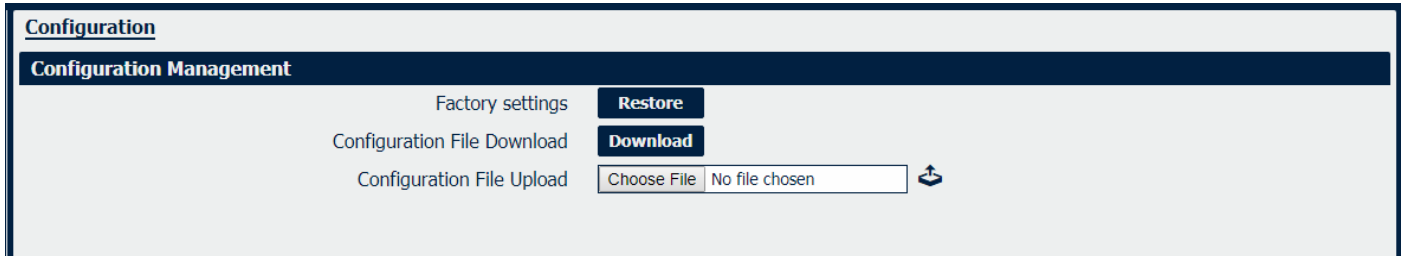 Configuration
Configuration Management
Factory settings Restore
Configuration File Download Download
Configuration File Upload Choose File No file chosen